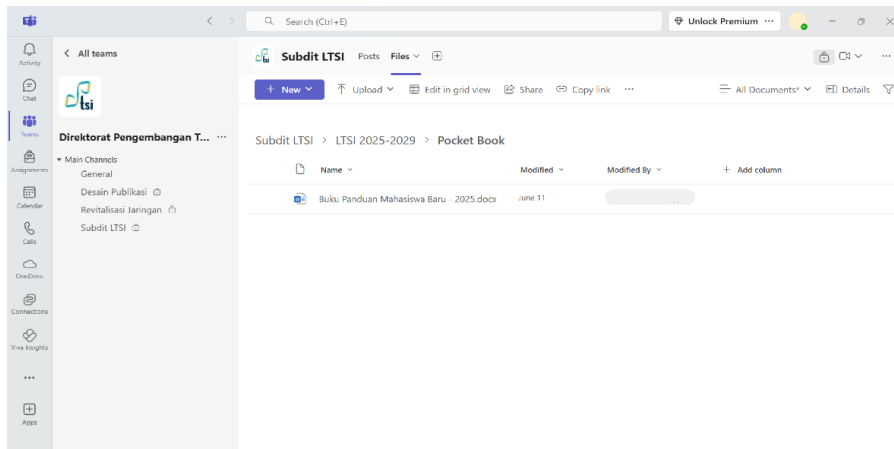 Search (Ctrl+E)
Unlock Premium ...
Activity
Chat
Teams
Assignments
Calendar
Calls
OneDrive
Connections
Viva Insights
...
Apps
All teams
tsi
Direktorat Pengembangan T... ...
Main Channels
General
Desain Publikasi
Revitalisasi Jaringan
Subdit LTSI
Subdit LTSI Posts Files
+ New Upload Edit in grid view Share Copy link ... All Documents* Details
Subdit LTSI > LTSI 2025-2029 > Pocket Book
Name Modified Modified By + Add column
Buku Panduan Mahasiswa Baru - 2025.docx June 11